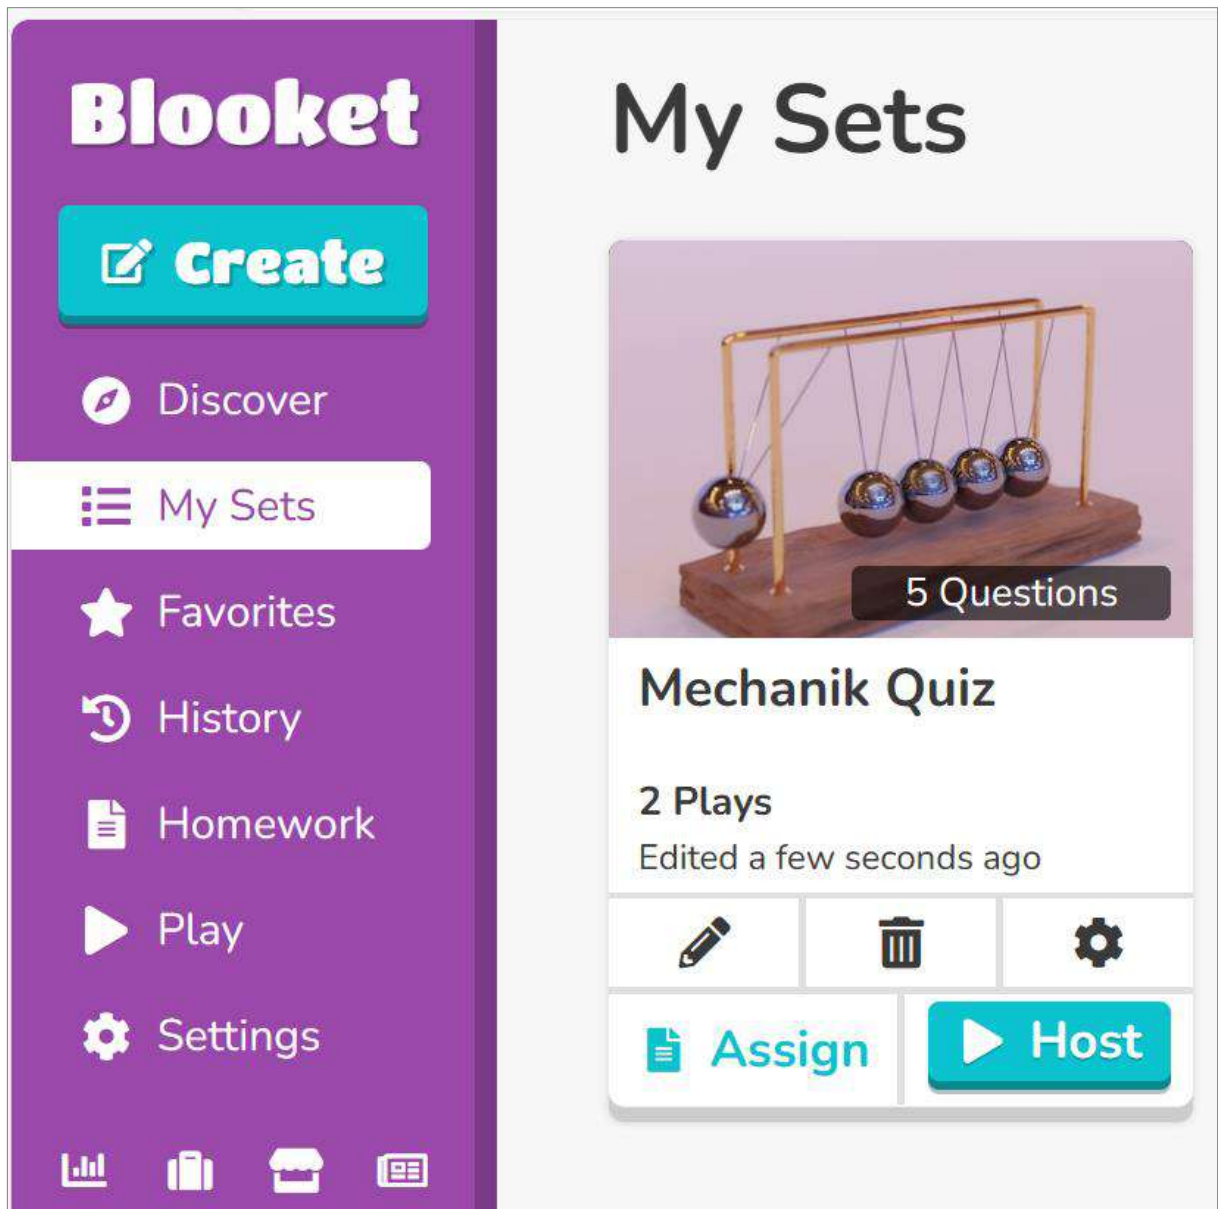 Blooket
Create
Discover
My Sets
Favorites
History
Homework
Play
Settings
My Sets
5 Questions
Mechanik Quiz
2 Plays
Edited a few seconds ago
Assign
Host